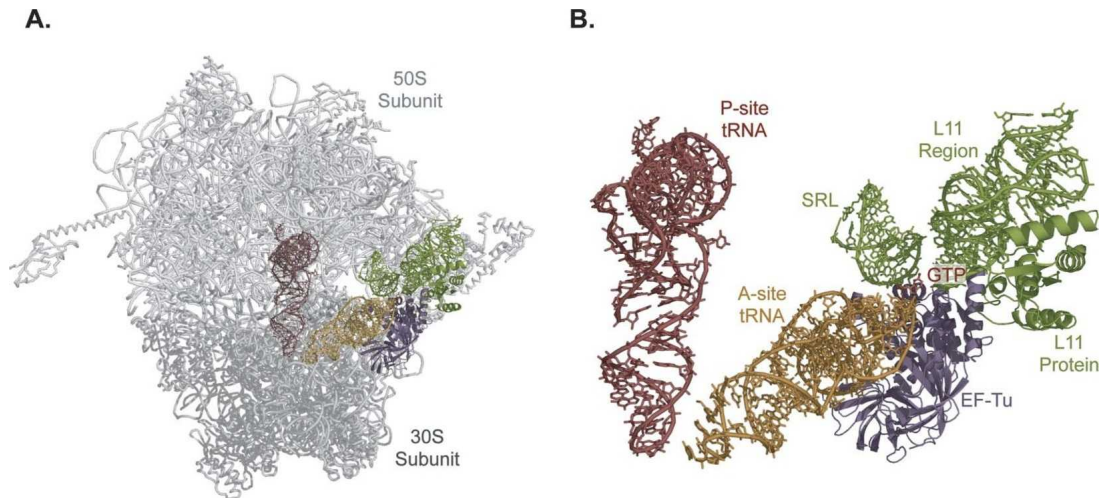 A.
50S
Subunit
30S
Subunit
B.
P-site
tRNA
L11
Region
SRL
GTP
A-site
tRNA
L11
Protein
EF-Tu